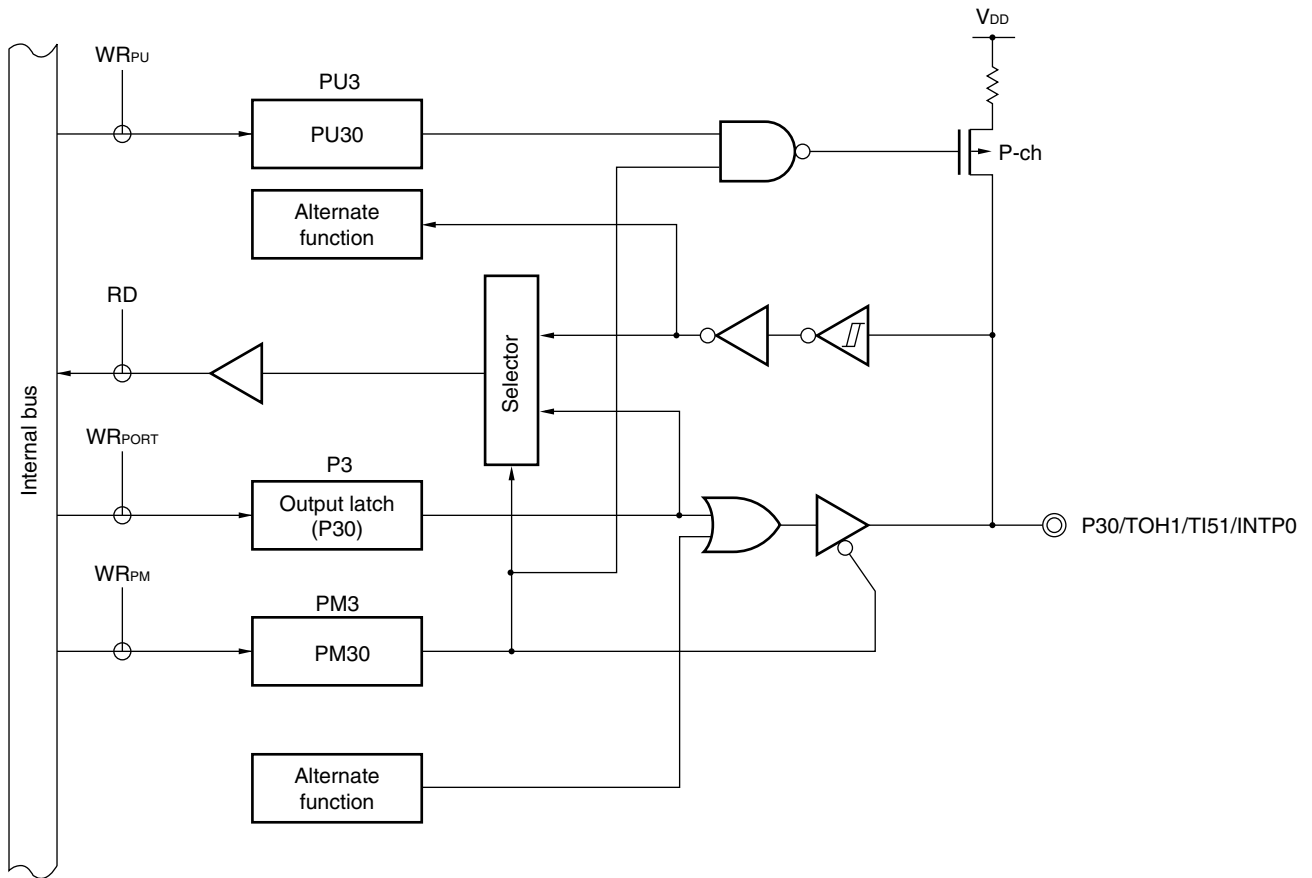 VDD
WRPU
PU3
PU30
P-ch
Alternate
function
RD
Selector
Internal bus
WRPORT
P3
Output latch
(P30)
P30/TOH1/TI51/INTP0
WRPM
PM3
PM30
Alternate
function